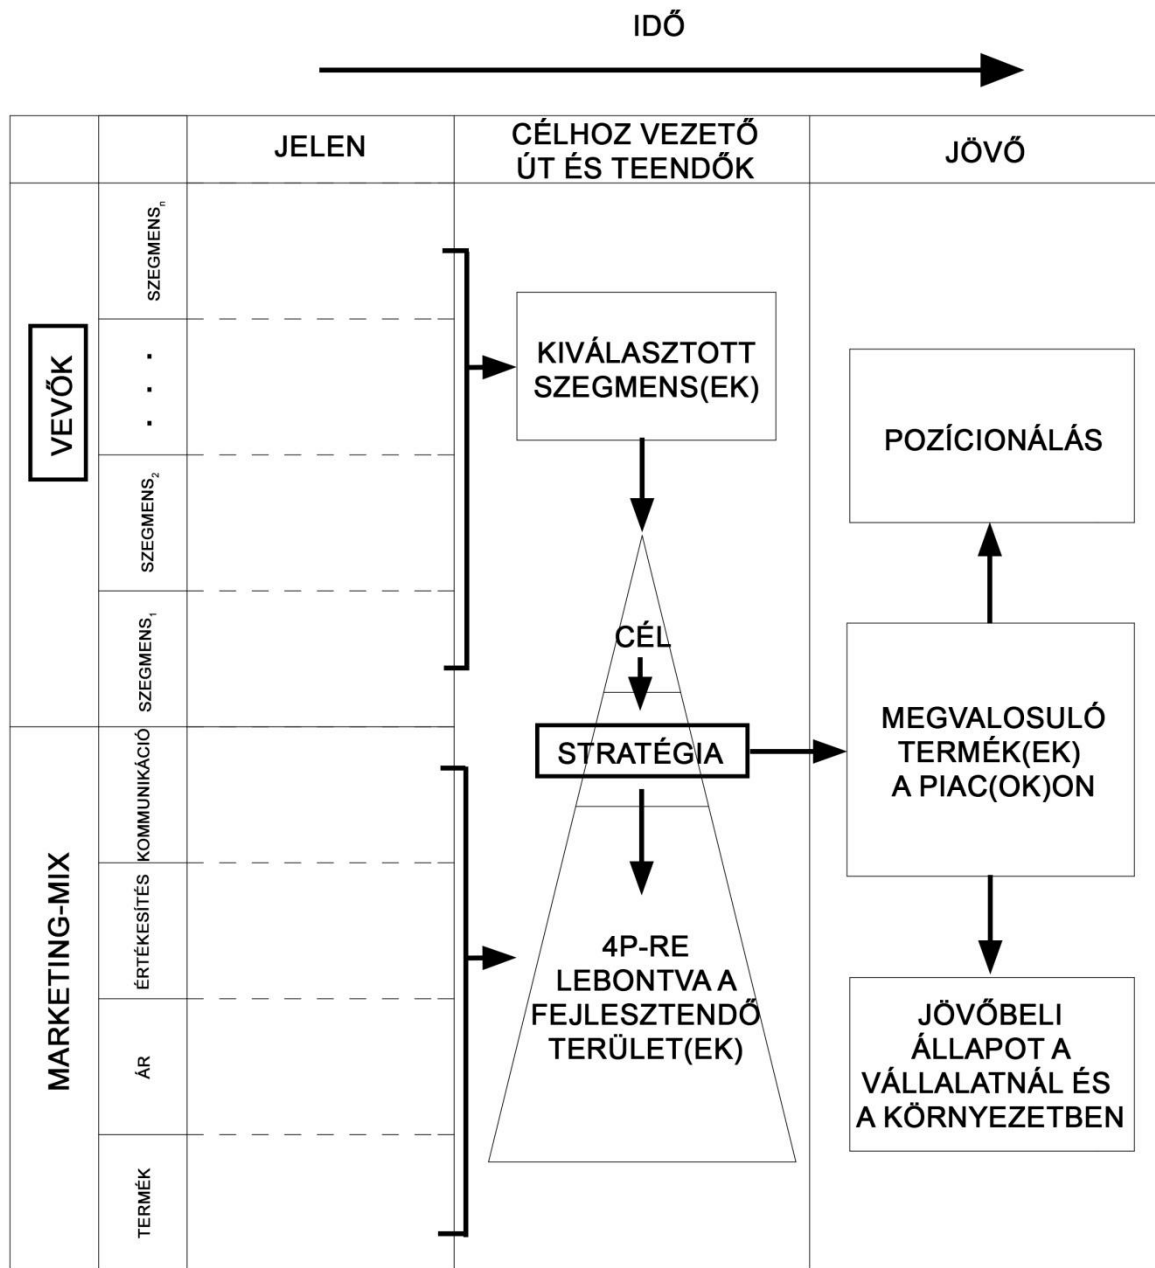 IDŐ
JELEN
CÉLHOZ VEZETŐ
ÚT ÉS TEENDŐK
JÖVŐ
VEVŐK
SZEGMENSₙ
. . .
SZEGMENS₂
SZEGMENS₁
KIVÁLASZTOTT
SZEGMENS(EK)
CÉL
STRATÉGIA
4P-RE
LEBONTVA A
FEJLESZTENDŐ
TERÜLET(EK)
POZÍCIONÁLÁS
MEGVALOSULÓ
TERMÉK(EK)
A PIAC(OK)ON
JÖVŐBELI
ÁLLAPOT A
VÁLLALATNÁL ÉS
A KÖRNYEZETBEN
MARKETING-MIX
KOMMUNIKÁCIÓ
ÉRTÉKESÍTÉS
ÁR
TERMÉK